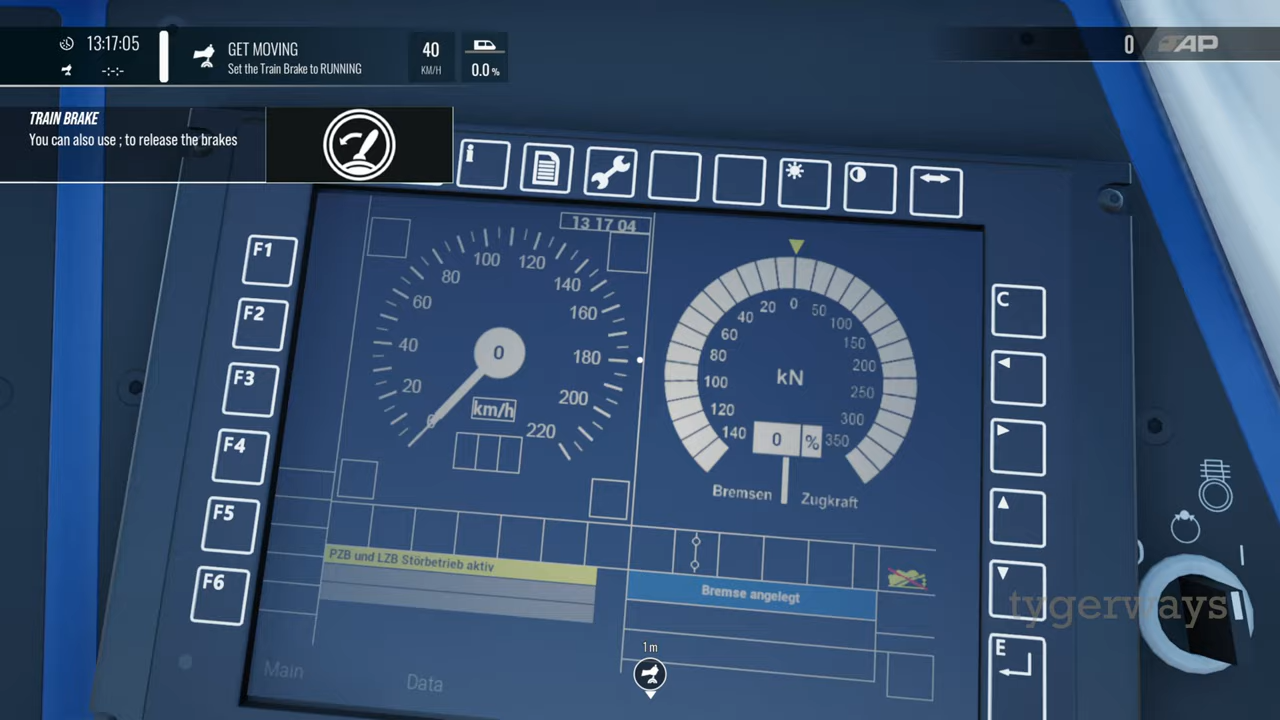 13:17:05
-:-:-
GET MOVING
Set the Train Brake to RUNNING
40
KM/H
0.0%
0 AP
TRAIN BRAKE
You can also use ; to release the brakes
i
F1
F2
F3
F4
F5
F6
13 17 04
0
20
40
60
80
100
120
140
160
180
200
220
0
km/h
140
120
100
80
60
40
20
0
50
100
150
200
250
300
350
kN
0 %
Bremsen
Zugkraft
PZB und LZB Störbetrieb aktiv
Bremse angelegt
Main
Data
1m
C
E
tygerways